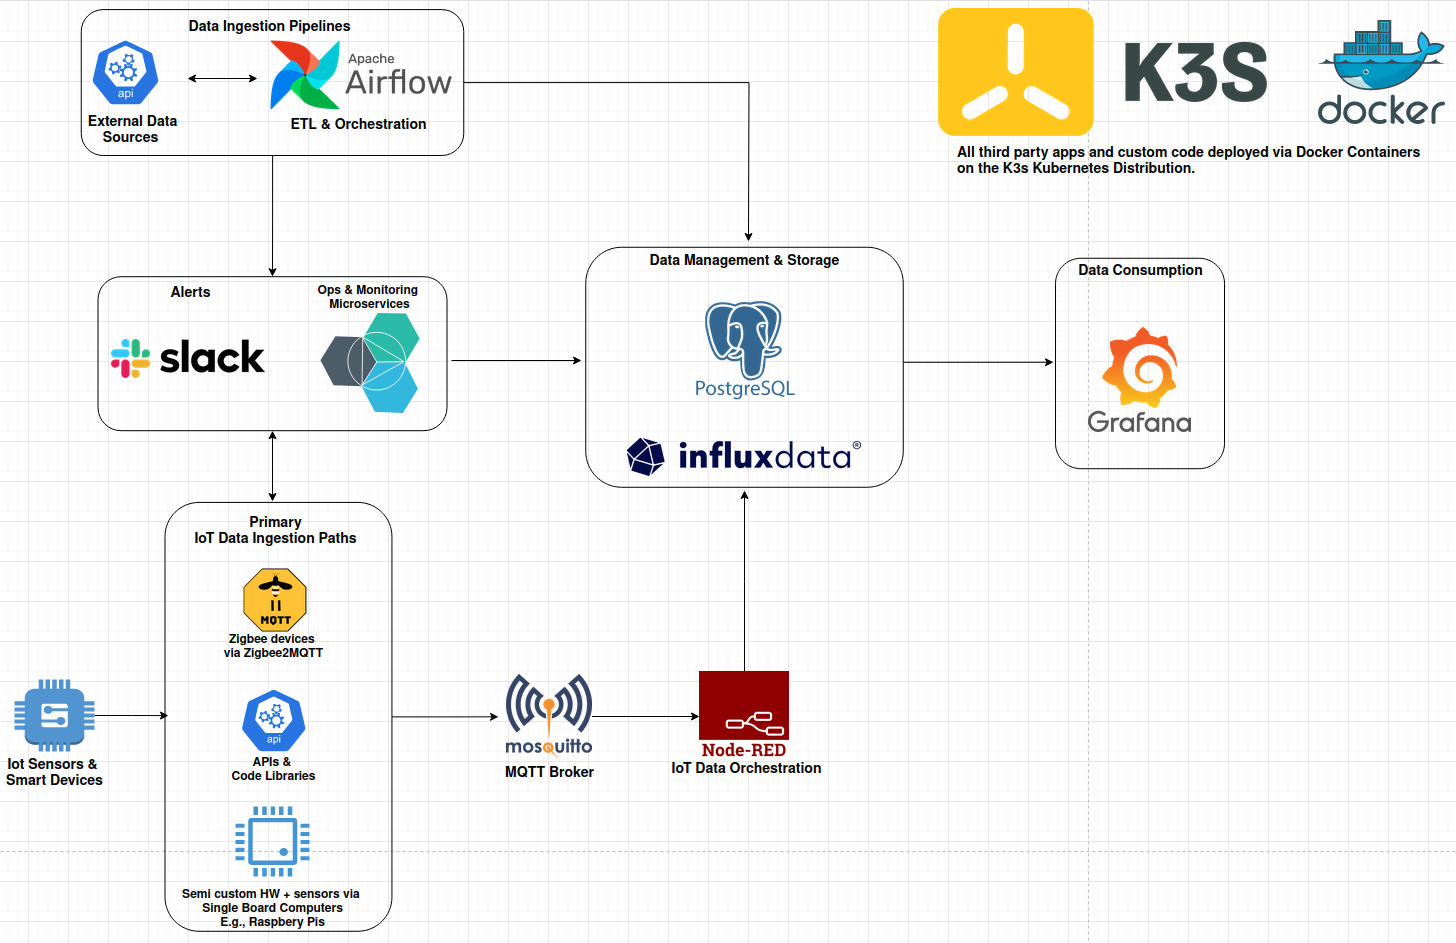 Data Ingestion Pipelines
api
External Data
Sources
Apache
Airflow
ETL & Orchestration
K3S
docker
All third party apps and custom code deployed via Docker Containers
on the K3s Kubernetes Distribution.
Alerts
slack
Ops & Monitoring
Microservices
Data Management & Storage
PostgreSQL
influxdata®
Data Consumption
Grafana
Primary
IoT Data Ingestion Paths
MQTT
Zigbee devices
via Zigbee2MQTT
api
APIs &
Code Libraries
Semi custom HW + sensors via
Single Board Computers
E.g., Raspbery Pis
Iot Sensors &
Smart Devices
mosquitto
MQTT Broker
Node-RED
IoT Data Orchestration